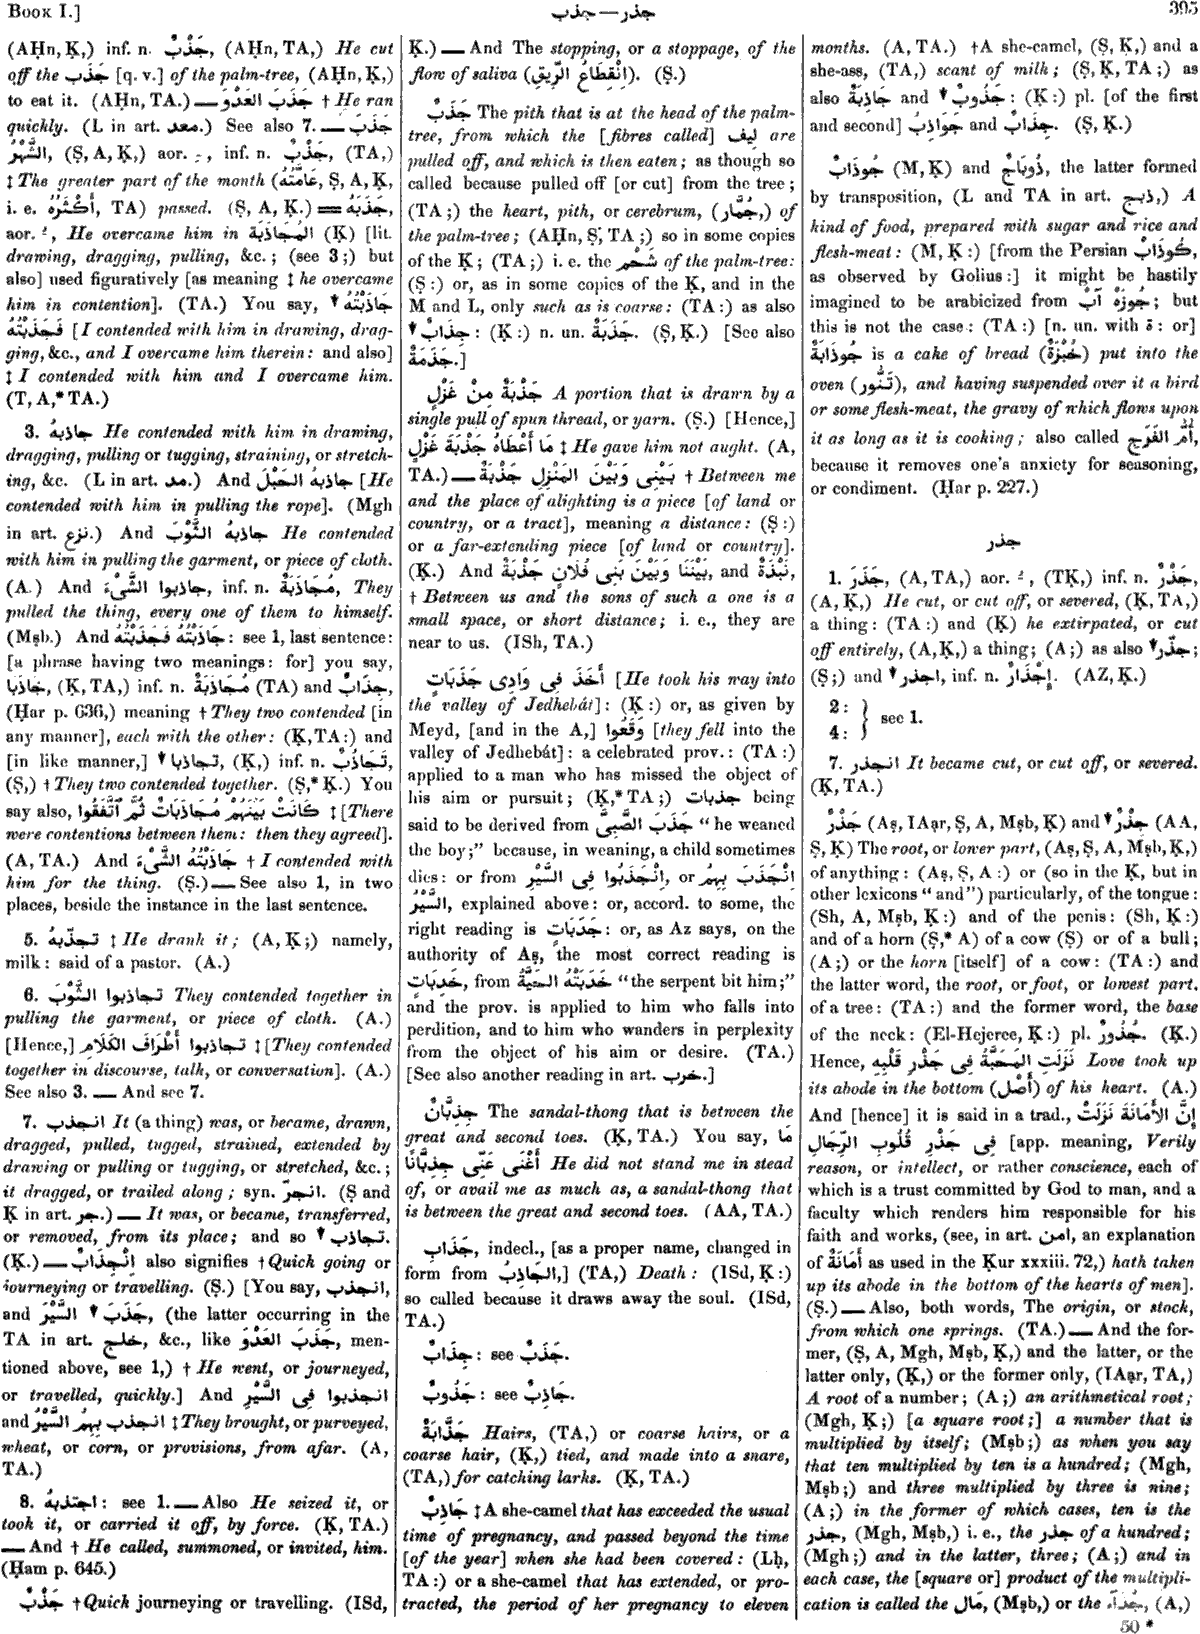 BOOK I.]
جذب — جذر
395
(AḤn, Ḳ,) inf. n. جَذْبٌ, (AḤn, TA,) He cut
off the جَذَب [q. v.] of the palm-tree, (AḤn, Ḳ,)
to eat it. (AḤn, TA.) — جَذَبَ العَدْوَ † He ran
quickly. (L in art. معد.) See also 7. — جَذَبَ
الشَّهْرُ, (Ṣ, A, Ḳ,) aor. ـِ, inf. n. جَذْبٌ, (TA,)
‡ The greater part of the month (عَامَّتُهُ, Ṣ, A, Ḳ,
i. e. أَكْثَرُهُ, TA) passed. (Ṣ, A, Ḳ.) = جَذَبَهُ,
aor. ـُ, He overcame him in المُجَاذَبَة (Ḳ) [lit.
drawing, dragging, pulling, &c.; (see 3;) but
also] used figuratively [as meaning ‡ he overcame
him in contention]. (TA.) You say, ▼ جَاذَبْتُهُ
فَجَذَبْتُهُ [I contended with him in drawing, drag-
ging, &c., and I overcame him therein: and also]
‡ I contended with him and I overcame him.
(T, A,* TA.)
3. جاذبهُ He contended with him in drawing,
dragging, pulling or tugging, straining, or stretch-
ing, &c. (L in art. مد.) And جاذبهُ الحَبْلَ [He
contended with him in pulling the rope]. (Mgh
in art. نزع.) And جاذبهُ الثَّوْبَ He contended
with him in pulling the garment, or piece of cloth.
(A.) And جاذبوا الشَّىْءَ, inf. n. مُجَاذَبَةٌ, They
pulled the thing, every one of them to himself.
(Mṣb.) And جَاذَبْتُهُ فَجَذَبْتُهُ: see 1, last sentence:
[a phrase having two meanings: for] you say,
جَاذَبَا, (Ḳ, TA,) inf. n. مُجَاذَبَةٌ (TA) and جِذَابٌ,
(Ḥar p. 636,) meaning † They two contended [in
any manner], each with the other: (Ḳ, TA:) and
[in like manner,] ▼ تجاذبا, (Ḳ,) inf. n. تَجَاذُبٌ,
(Ṣ,) † They two contended together. (Ṣ,* Ḳ.) You
say also, كَانَتْ بَيْنَهُمْ مُجَاذَبَاتٌ ثُمَّ ٱتَّفَقُوا ‡ [There
were contentions between them: then they agreed].
(A, TA.) And جَاذَبْتُهُ الشَّىْءَ † I contended with
him for the thing. (Ṣ.) — See also 1, in two
places, beside the instance in the last sentence.
5. تجذّبهُ ‡ He drank it; (A, Ḳ;) namely,
milk: said of a pastor. (A.)
6. تجاذبوا الثَّوْبَ They contended together in
pulling the garment, or piece of cloth. (A.)
[Hence,] تجاذبوا أَطْرَافَ الكَلَامِ ‡ [They contended
together in discourse, talk, or conversation]. (A.)
See also 3. — And see 7.
7. انجذب It (a thing) was, or became, drawn,
dragged, pulled, tugged, strained, extended by
drawing or pulling or tugging, or stretched, &c.;
it dragged, or trailed along; syn. انجرّ. (Ṣ and
Ḳ in art. جر.) — It was, or became, transferred,
or removed, from its place; and so ▼ تجاذب.
(Ḳ.) — اِنْجِذَابٌ also signifies † Quick going or
journeying or travelling. (Ṣ.) [You say, انجذب,
and ▼ جَذَبَ السَّيْرَ, (the latter occurring in the
TA in art. خلج, &c., like جَذَبَ العَدْوَ, men-
tioned above, see 1,) † He went, or journeyed,
or travelled, quickly.] And انجذبوا فِى السَّيْرِ
and انجذب بِهِمُ السَّيْرُ ‡ They brought, or purveyed,
wheat, or corn, or provisions, from afar. (A,
TA.)
8. اجتذبهُ: see 1. — Also He seized it, or
took it, or carried it off, by force. (Ḳ, TA.)
— And † He called, summoned, or invited, him.
(Ḥam p. 645.)
جَذْبٌ † Quick journeying or travelling. (ISd,
Ḳ.) — And The stopping, or a stoppage, of the
flow of saliva (اِنْقِطَاعُ الرِّيقِ). (Ṣ.)
جَذَبٌ The pith that is at the head of the palm-
tree, from which the [fibres called] لِيف are
pulled off, and which is then eaten; as though so
called because pulled off [or cut] from the tree;
(TA;) the heart, pith, or cerebrum, (جُمَّار,) of
the palm-tree; (AḤn, Ṣ, TA;) so in some copies
of the Ḳ; (TA;) i. e. the شَحْم of the palm-tree:
(Ṣ:) or, as in some copies of the Ḳ, and in the
M and L, only such as is coarse: (TA:) as also
▼ جِذَابٌ: (Ḳ:) n. un. جَذَبَةٌ. (Ṣ, Ḳ.) [See also
جَذَمَةٌ.]
جَذْبَةٌ مِنْ غَزْلٍ A portion that is drawn by a
single pull of spun thread, or yarn. (Ṣ.) [Hence,]
مَا أَعْطَاهُ جَذْبَةَ غَزْلٍ ‡ He gave him not aught. (A,
TA.) — بَيْنِى وَبَيْنَ المَنْزِلِ جَذْبَةٌ † Between me
and the place of alighting is a piece [of land or
country, or a tract], meaning a distance: (Ṣ:)
or a far-extending piece [of land or country].
(Ḳ.) And بَيْنَنَا وَبَيْنَ بَنِى فُلَانٍ جَذْبَةٌ, and نَبْذَةٌ,
† Between us and the sons of such a one is a
small space, or short distance; i. e., they are
near to us. (ISh, TA.)
أَخَذَ فِى وَادِى جَذَبَاتٍ [He took his way into
the valley of Jedhebát]: (Ḳ:) or, as given by
Meyd, [and in the A,] وَقَعُوا [they fell into the
valley of Jedhebát]: a celebrated prov.: (TA:)
applied to a man who has missed the object of
his aim or pursuit; (Ḳ,* TA;) جذبات being
said to be derived from جَذَبَ الصَّبِىَّ “he weaned
the boy;” because, in weaning, a child sometimes
dies: or from اِنْجَذَبُوا فِى السَّيْرِ, or اِنْجَذَبَ بِهِمُ
السَّيْرُ, explained above: or, accord. to some, the
right reading is جَدَبَاتٍ: or, as Az says, on the
authority of Aṣ, the most correct reading is
خَدَبَاتٍ, from خَدَبَتْهُ الحَيَّةُ “the serpent bit him;”
and the prov. is applied to him who falls into
perdition, and to him who wanders in perplexity
from the object of his aim or desire. (TA.)
[See also another reading in art. خرب.]
جِذِبَّانٌ The sandal-thong that is between the
great and second toes. (Ḳ, TA.) You say, مَا
أَغْنَى عَنِّى جِذِبَّانًا He did not stand me in stead
of, or avail me as much as, a sandal-thong that
is between the great and second toes. (AA, TA.)
جَذَابِ, indecl., [as a proper name, changed in
form from الجَاذِبُ,] (TA,) Death: (ISd, Ḳ:)
so called because it draws away the soul. (ISd,
TA.)
جِذَابٌ: see جَذَبٌ.
جَذُوبٌ: see جَاذِبٌ.
جَذَّابَةٌ Hairs, (TA,) or coarse hairs, or a
coarse hair, (Ḳ,) tied, and made into a snare,
(TA,) for catching larks. (Ḳ, TA.)
جَاذِبٌ ‡ A she-camel that has exceeded the usual
time of pregnancy, and passed beyond the time
[of the year] when she had been covered: (Lḥ,
TA:) or a she-camel that has extended, or pro-
tracted, the period of her pregnancy to eleven
months. (A, TA.) † A she-camel, (Ṣ, Ḳ,) and a
she-ass, (TA,) scant of milk; (Ṣ, Ḳ, TA;) as
also جَاذِبَةٌ and ▼ جَذُوبٌ: (Ḳ:) pl. [of the first
and second] جَوَاذِبُ and جِذَابٌ. (Ṣ, Ḳ.)
جُوذَابٌ (M, Ḳ) and ذُوبَاجٌ, the latter formed
by transposition, (L and TA in art. ذبج,) A
kind of food, prepared with sugar and rice and
flesh-meat: (M, Ḳ:) [from the Persian گُوذَابْ,
as observed by Golius:] it might be hastily
imagined to be arabicized from جُوزَهْ آبْ; but
this is not the case: (TA:) [n. un. with ة: or]
جُوذَابَةٌ is a cake of bread (خُبْزَةٌ) put into the
oven (تَنُّور), and having suspended over it a bird
or some flesh-meat, the gravy of which flows upon
it as long as it is cooking; also called أُمُّ الفَرَجِ,
because it removes one's anxiety for seasoning,
or condiment. (Ḥar p. 227.)
جذر
1. جَذَرَ, (A, TA,) aor. ـُ, (TḲ,) inf. n. جَذْرٌ,
(A, Ḳ,) He cut, or cut off, or severed, (Ḳ, TA,)
a thing: (TA:) and (Ḳ) he extirpated, or cut
off entirely, (A, Ḳ,) a thing; (A;) as also ▼ جذّر;
(Ṣ;) and ▼ اجذر, inf. n. إِجْذَارٌ. (AZ, Ḳ.)
2:
4: } see 1.
7. انجذر It became cut, or cut off, or severed.
(Ḳ, TA.)
جَذْرٌ (Aṣ, IAạr, Ṣ, A, Mṣb, Ḳ) and ▼ جِذْرٌ (AA,
Ṣ, Ḳ) The root, or lower part, (Aṣ, Ṣ, A, Mṣb, Ḳ,)
of anything: (Aṣ, Ṣ, A:) or (so in the Ḳ, but in
other lexicons “and”) particularly, of the tongue:
(Sh, A, Mṣb, Ḳ:) and of the penis: (Sh, Ḳ:)
and of a horn (Ṣ,* A) of a cow (Ṣ) or of a bull;
(A;) or the horn [itself] of a cow: (TA:) and
the latter word, the root, or foot, or lowest part,
of a tree: (TA:) and the former word, the base
of the neck: (El-Hejeree, Ḳ:) pl. جُذُورٌ. (Ḳ.)
Hence, نَزَلَتِ المَحَبَّةُ فِى جَذْرِ قَلْبِهِ Love took up
its abode in the bottom (أَصْل) of his heart. (A.)
And [hence] it is said in a trad., إِنَّ الأَمَانَةَ نَزَلَتْ
فِى جَذْرِ قُلُوبِ الرِّجَالِ [app. meaning, Verily
reason, or intellect, or rather conscience, each of
which is a trust committed by God to man, and a
faculty which renders him responsible for his
faith and works, (see, in art. امن, an explanation
of أَمَانَةٌ as used in the Ḳur xxxiii. 72,) hath taken
up its abode in the bottom of the hearts of men].
(Ṣ.) — Also, both words, The origin, or stock,
from which one springs. (TA.) — And the for-
mer, (Ṣ, A, Mgh, Mṣb, Ḳ,) and the latter, or the
latter only, (Ḳ,) or the former only, (IAạr, TA,)
A root of a number; (A;) an arithmetical root;
(Mgh, Ḳ;) [a square root;] a number that is
multiplied by itself; (Mṣb;) as when you say
that ten multiplied by ten is a hundred; (Mgh,
Mṣb;) and three multiplied by three is nine;
(A;) in the former of which cases, ten is the
جذر, (Mgh, Mṣb,) i. e., the جذر of a hundred;
(Mgh;) and in the latter, three; (A;) and in
each case, the [square or] product of the multipli-
cation is called the مَال, (Mṣb,) or the جُذَآء, (A,)
50 *